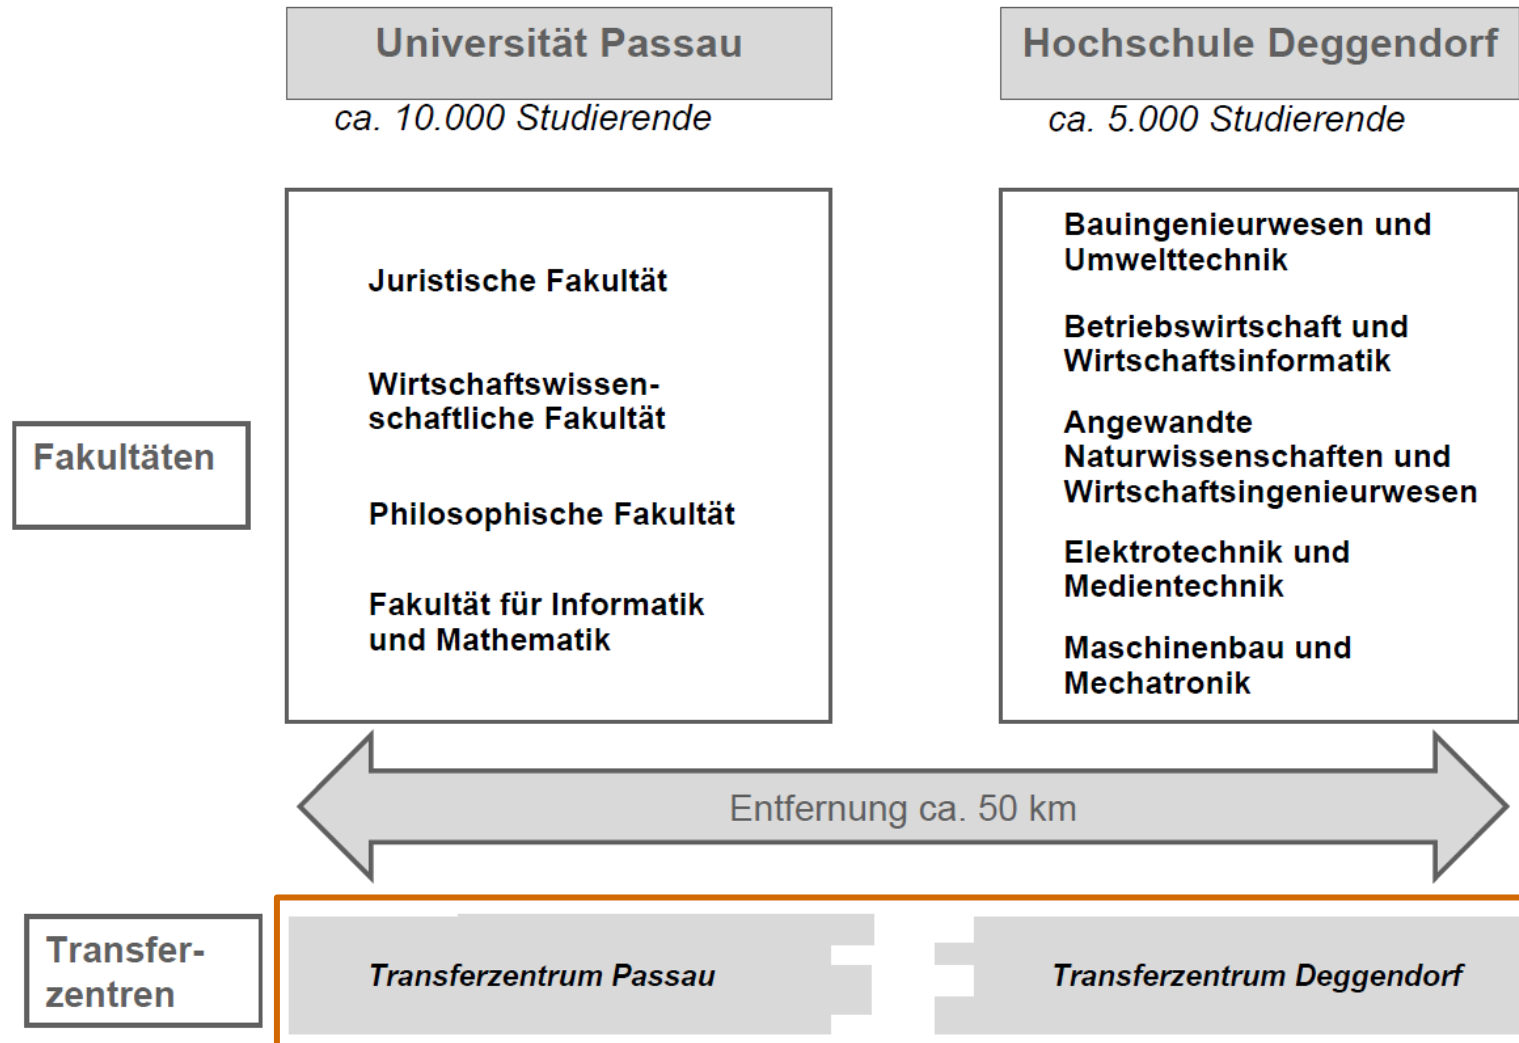 Universität Passau
Hochschule Deggendorf
ca. 10.000 Studierende
ca. 5.000 Studierende
Fakultäten
Juristische Fakultät
Wirtschaftswissen-
schaftliche Fakultät
Philosophische Fakultät
Fakultät für Informatik
und Mathematik
Bauingenieurwesen und
Umwelttechnik
Betriebswirtschaft und
Wirtschaftsinformatik
Angewandte
Naturwissenschaften und
Wirtschaftsingenieurwesen
Elektrotechnik und
Medientechnik
Maschinenbau und
Mechatronik
Entfernung ca. 50 km
Transfer-
zentren
Transferzentrum Passau
Transferzentrum Deggendorf